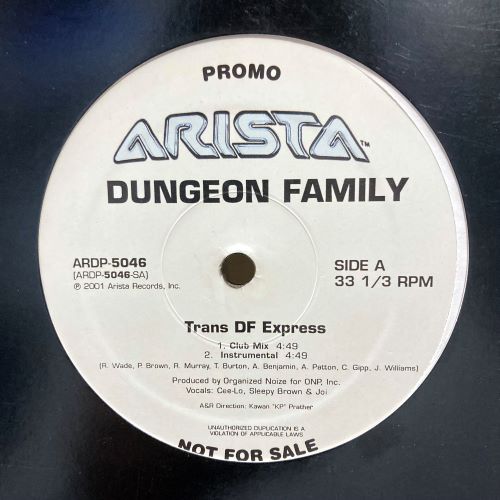 PROMO
ARISTA™
DUNGEON FAMILY
ARDP-5046
(ARDP-5046-SA)
℗ 2001 Arista Records, Inc.
SIDE A
33 1/3 RPM
Trans DF Express
1. Club Mix 4:49
2. Instrumental 4:49
(R. Wade, P. Brown, R. Murray, T. Burton, A. Benjamin, A. Patton, C. Gipp, J. Williams)
Produced by Organized Noize for ONP, Inc.
Vocals: Cee-Lo, Sleepy Brown & Joi
A&R Direction: Kawan "KP" Prather
UNAUTHORIZED DUPLICATION IS A
VIOLATION OF APPLICABLE LAWS
NOT FOR SALE